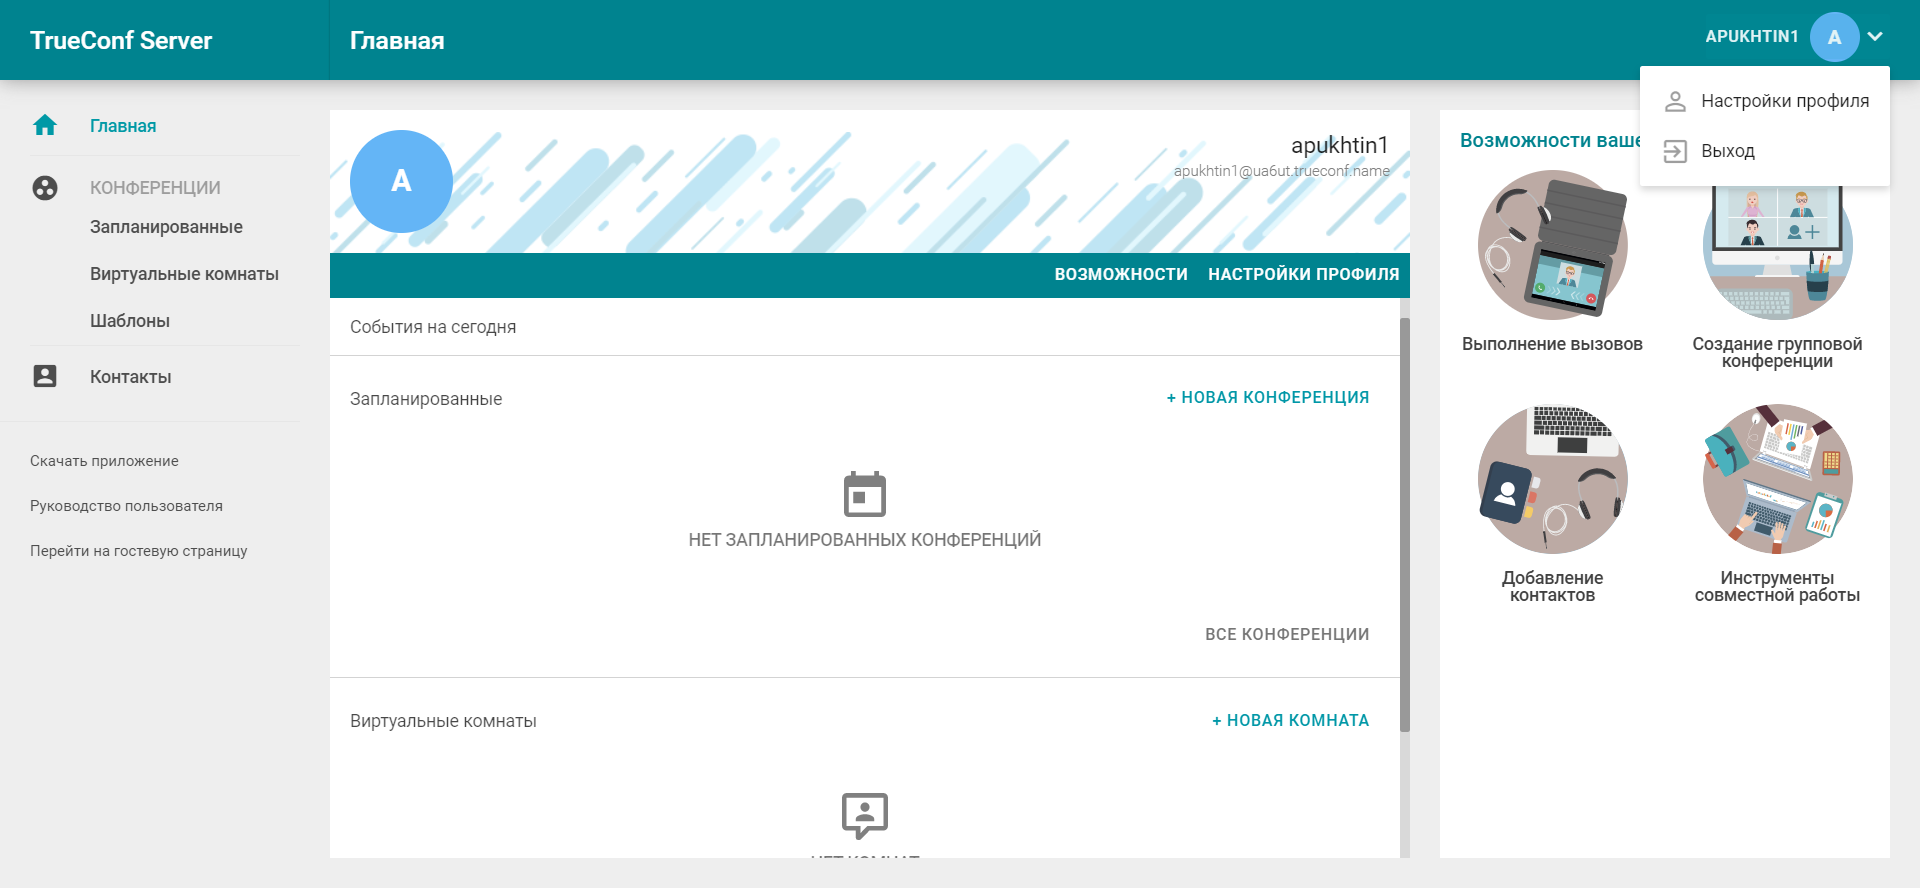 TrueConf Server
Главная
APUKHTIN1
A
Настройки профиля
Выход
Главная
КОНФЕРЕНЦИИ
Запланированные
Виртуальные комнаты
Шаблоны
Контакты
Скачать приложение
Руководство пользователя
Перейти на гостевую страницу
A
apukhtin1
apukhtin1@ua6ut.trueconf.name
ВОЗМОЖНОСТИ НАСТРОЙКИ ПРОФИЛЯ
События на сегодня
Запланированные
+ НОВАЯ КОНФЕРЕНЦИЯ
НЕТ ЗАПЛАНИРОВАННЫХ КОНФЕРЕНЦИЙ
ВСЕ КОНФЕРЕНЦИИ
Виртуальные комнаты
+ НОВАЯ КОМНАТА
НЕТ КОМНАТ
Возможности ваше
Выполнение вызовов
Создание групповой
конференции
Добавление
контактов
Инструменты
совместной работы